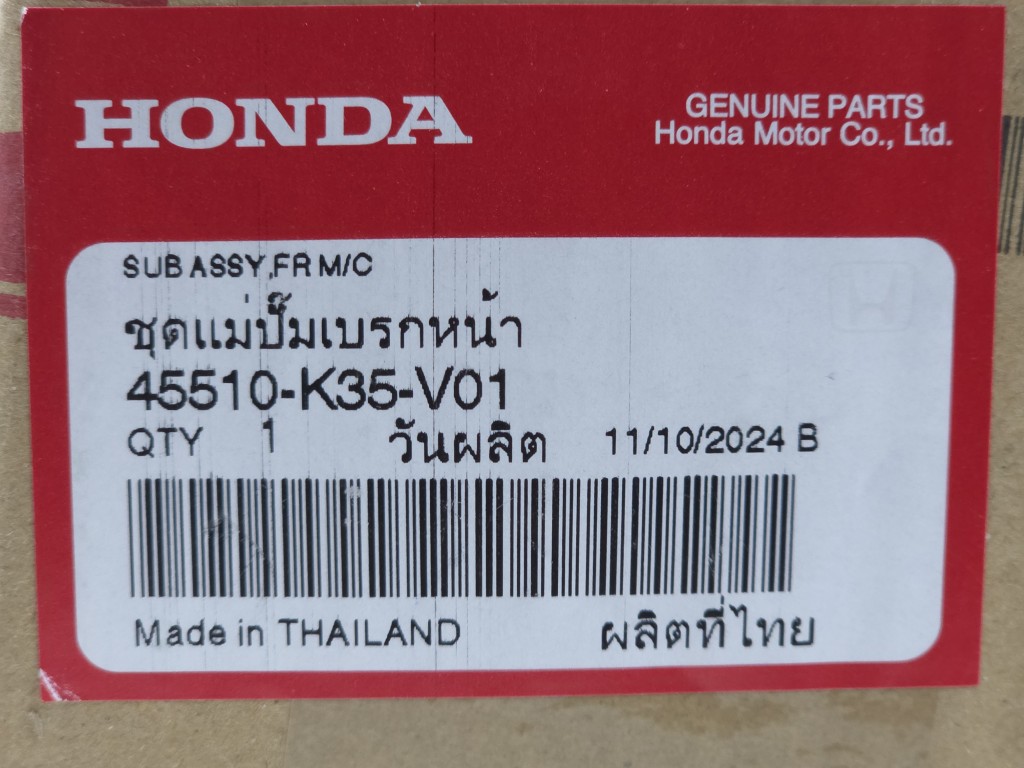 HONDA
GENUINE PARTS
Honda Motor Co., Ltd.
SUB ASSY,FR M/C
ชุดแม่ปั๊มเบรกหน้า
45510-K35-V01
QTY 1 วันผลิต 11/10/2024 B
Made in THAILAND ผลิตที่ไทย